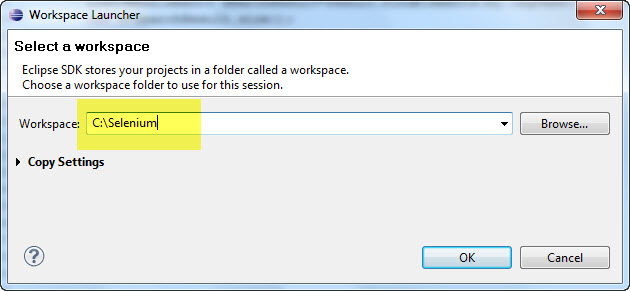 Workspace Launcher
Select a workspace
Eclipse SDK stores your projects in a folder called a workspace.
Choose a workspace folder to use for this session.
Workspace: C:\Selenium Browse...
Copy Settings
? OK Cancel